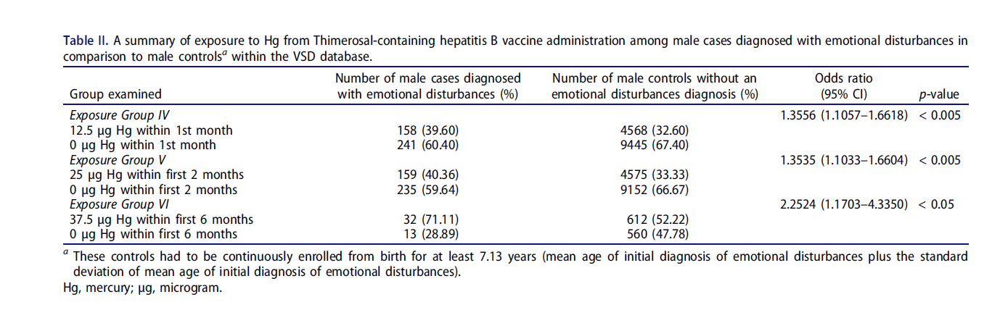 Table II. A summary of exposure to Hg from Thimerosal-containing hepatitis B vaccine administration among male cases diagnosed with emotional disturbances in
comparison to male controlsa within the VSD database.
Number of male cases diagnosed Number of male controls without an Odds ratio
Group examined with emotional disturbances (%) emotional disturbances diagnosis (%) (95% CI) p-value
Exposure Group IV 1.3556 (1.1057–1.6618) < 0.005
12.5 μg Hg within 1st month 158 (39.60) 4568 (32.60)
0 μg Hg within 1st month 241 (60.40) 9445 (67.40)
Exposure Group V 1.3535 (1.1033–1.6604) < 0.005
25 μg Hg within first 2 months 159 (40.36) 4575 (33.33)
0 μg Hg within first 2 months 235 (59.64) 9152 (66.67)
Exposure Group VI 2.2524 (1.1703–4.3350) < 0.05
37.5 μg Hg within first 6 months 32 (71.11) 612 (52.22)
0 μg Hg within first 6 months 13 (28.89) 560 (47.78)
a These controls had to be continuously enrolled from birth for at least 7.13 years (mean age of initial diagnosis of emotional disturbances plus the standard
deviation of mean age of initial diagnosis of emotional disturbances).
Hg, mercury; μg, microgram.